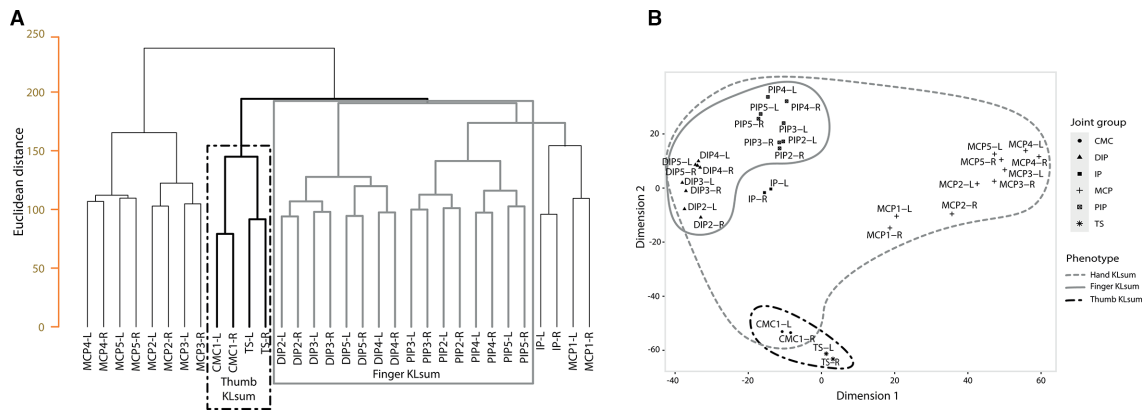 A
Euclidean distance
250
200
150
100
50
0
MCP4-L
MCP4-R
MCP5-L
MCP5-R
MCP2-L
MCP2-R
MCP3-L
MCP3-R
CMC1-L
CMC1-R
TS-L
TS-R
DIP2-L
DIP2-R
DIP3-L
DIP3-R
DIP5-L
DIP5-R
DIP4-L
DIP4-R
PIP3-L
PIP3-R
PIP2-L
PIP2-R
PIP4-L
PIP4-R
PIP5-L
PIP5-R
IP-L
IP-R
MCP1-L
MCP1-R
Thumb
KLsum
Finger KLsum
B
Dimension 2
20
0
-20
-40
-60
-40
-20
0
20
40
60
Dimension 1
PIP4-L
PIP4-R
PIP5-L
PIP5-R
PIP3-L
PIP3-R
PIP2-L
PIP2-R
DIP4-L
DIP5-L
DIP5-R
DIP4-R
DIP3-L
DIP3-R
DIP2-L
DIP2-R
IP-L
IP-R
MCP5-L
MCP4-L
MCP5-R
MCP4-R
MCP3-L
MCP2-L
MCP3-R
MCP1-L
MCP2-R
MCP1-R
CMC1-L
CMC1-R
TS-L
TS-R
Joint group
CMC
DIP
IP
MCP
PIP
TS
Phenotype
Hand KLsum
Finger KLsum
Thumb KLsum